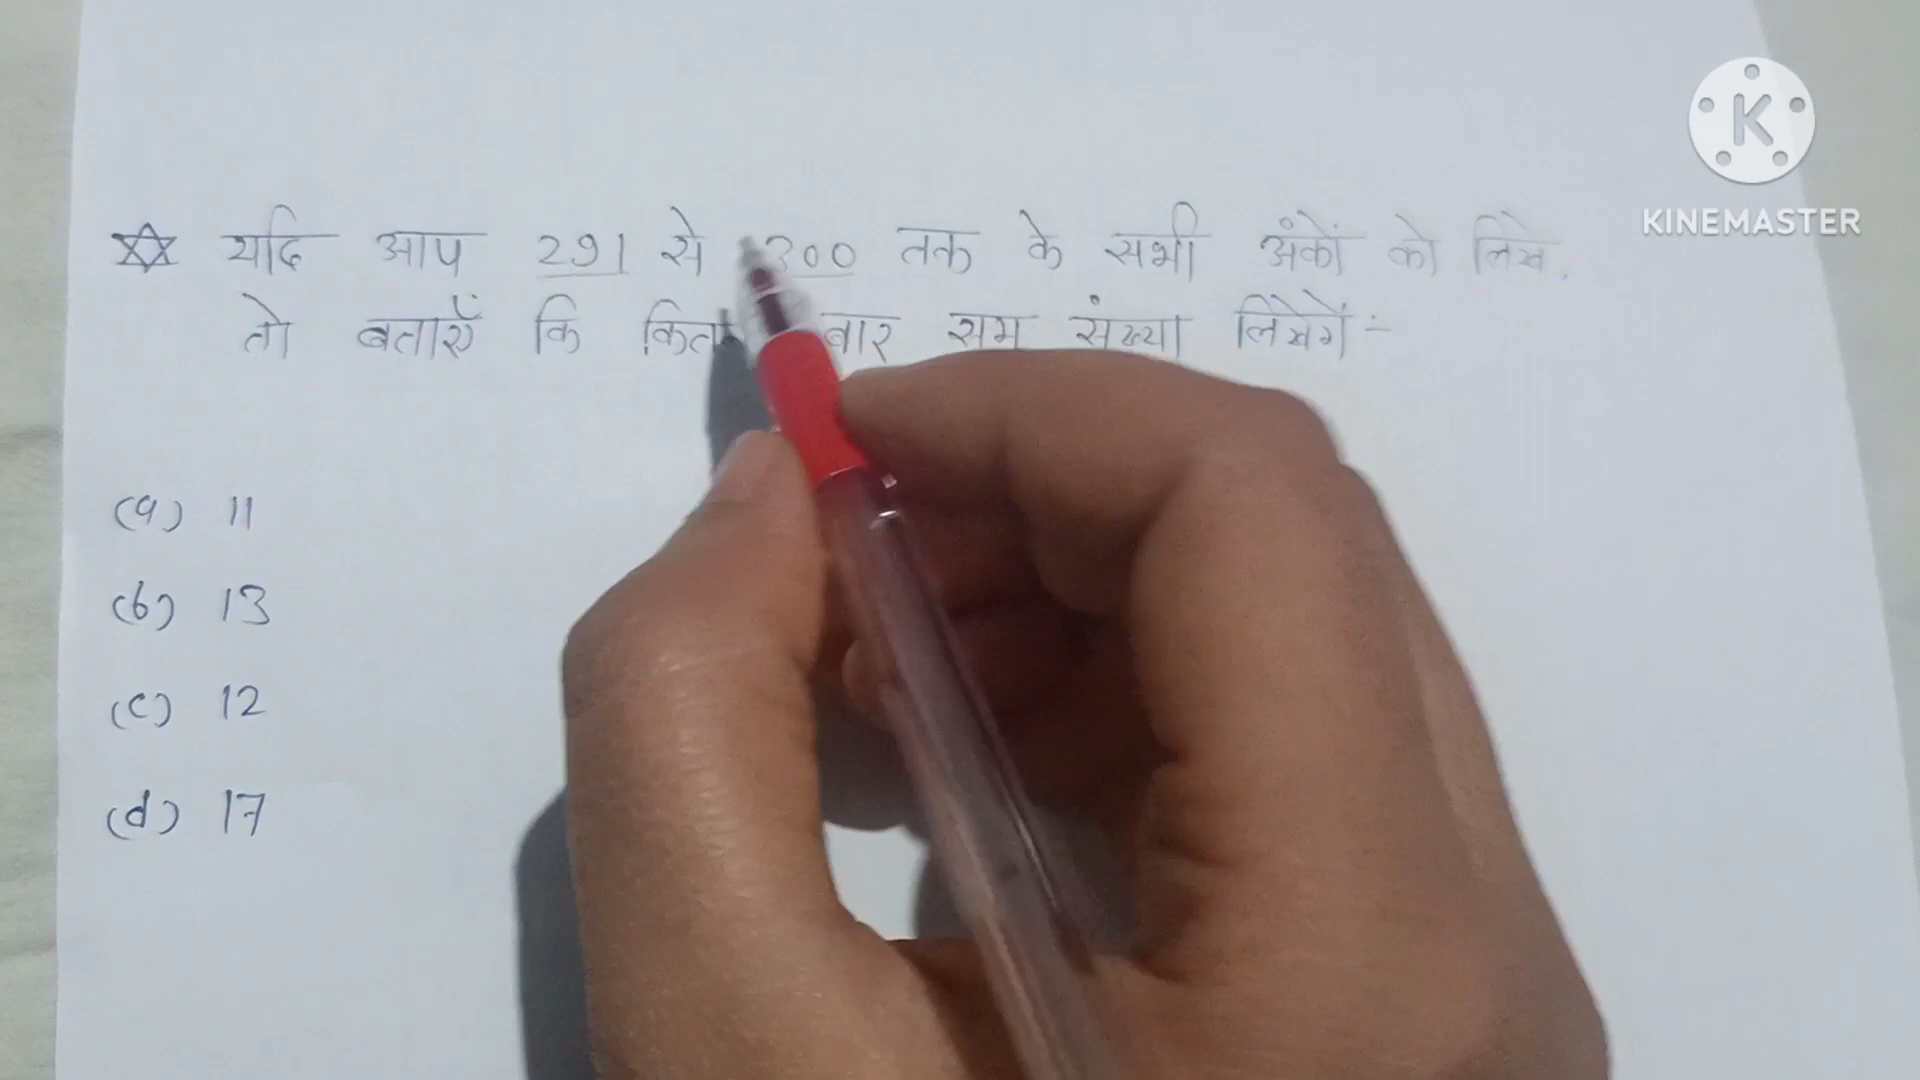 यदि आप 291 से 300 तक के सभी अंकों को लिखे.
तो बताएँ कि बार सम संख्या लिखेगें :-
(a) 11
(b) 13
(c) 12
(d) 17
K
KINEMASTER